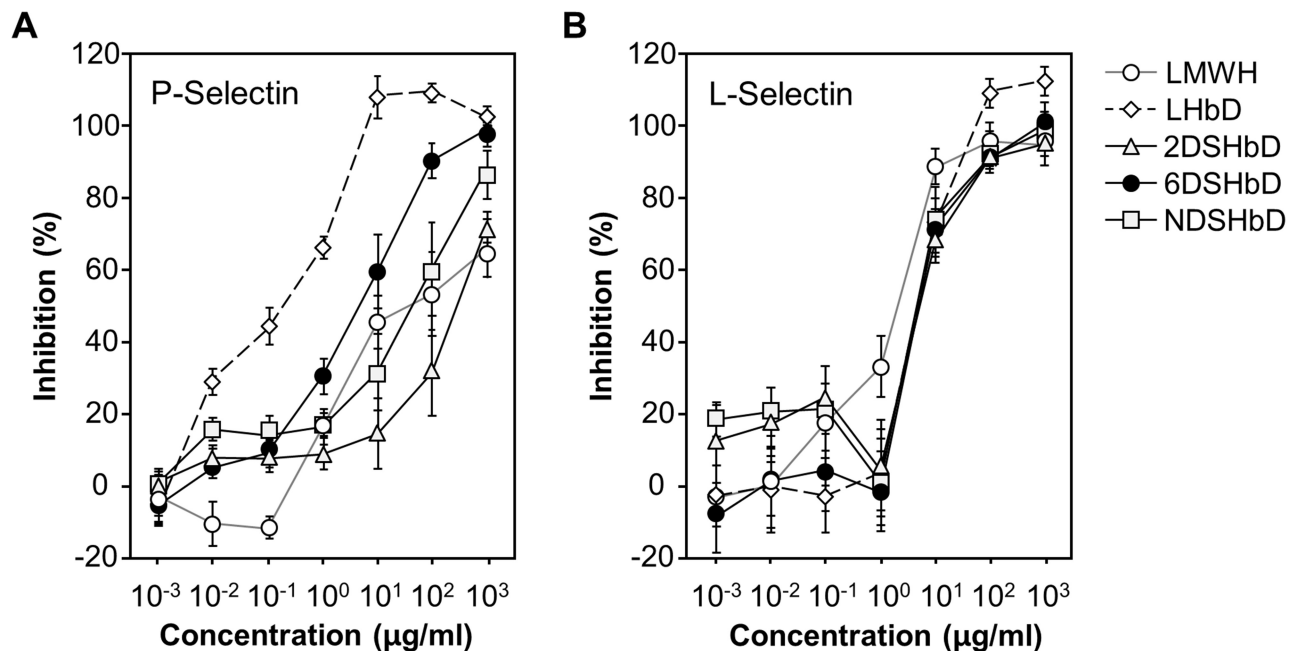 A
B
P-Selectin
L-Selectin
120
100
80
60
40
20
0
-20
Inhibition (%)
10-3 10-2 10-1 100 101 102 103
Concentration (µg/ml)
120
100
80
60
40
20
0
-20
Inhibition (%)
10-3 10-2 10-1 100 101 102 103
Concentration (µg/ml)
LMWH
LHbD
2DSHbD
6DSHbD
NDSHbD